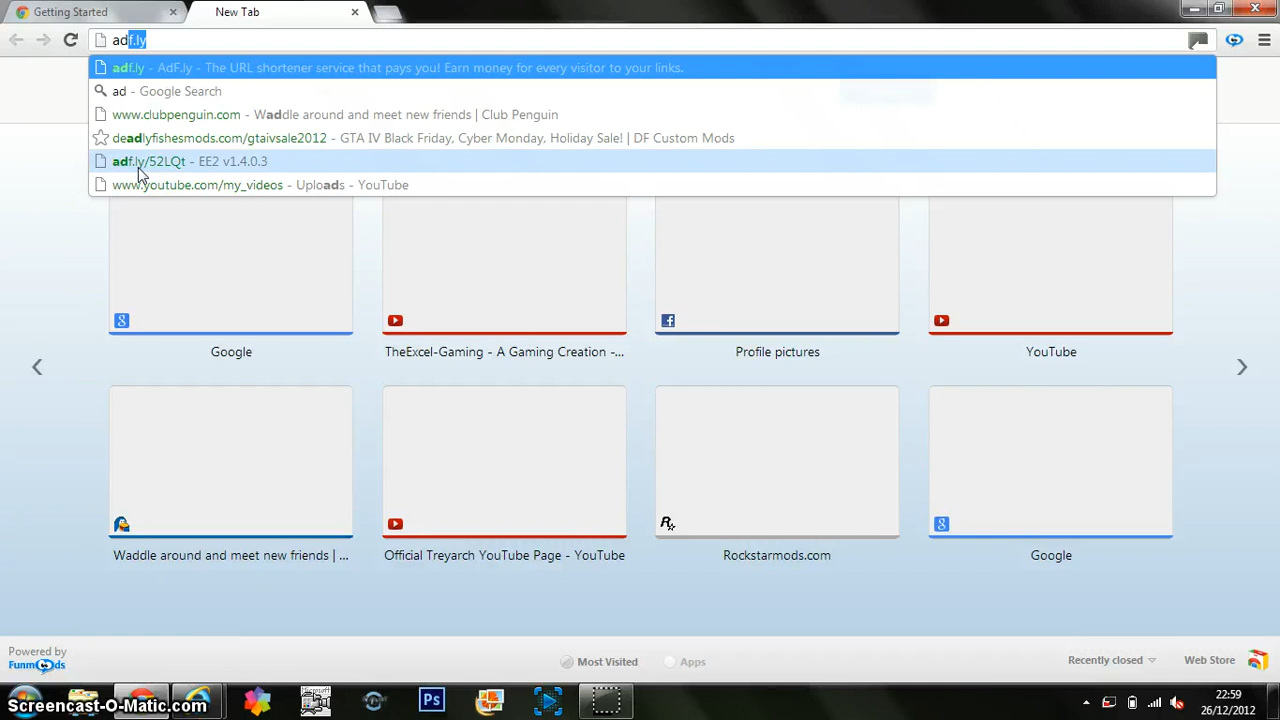 Getting Started
New Tab
adf.ly
adf.ly - AdF.ly - The URL shortener service that pays you! Earn money for every visitor to your links.
ad - Google Search
www.clubpenguin.com - Waddle around and meet new friends | Club Penguin
deadlyfishesmods.com/gtaivsale2012 - GTA IV Black Friday, Cyber Monday, Holiday Sale! | DF Custom Mods
adf.ly/52LQt - EE2 v1.4.0.3
www.youtube.com/my_videos - Uploads - YouTube
Google
TheExcel-Gaming - A Gaming Creation -...
Profile pictures
YouTube
Waddle around and meet new friends | ...
Official Treyarch YouTube Page - YouTube
Rockstarmods.com
Google
Powered by
Funmoods
Most Visited
Apps
Recently closed
Web Store
Screencast-O-Matic.com
Ps
22:59
26/12/2012